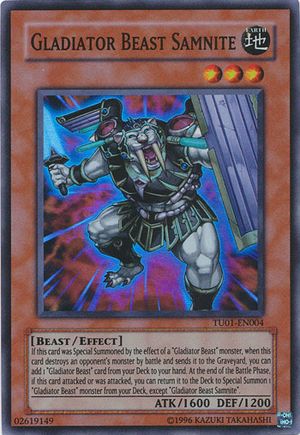 GLADIATOR BEAST SAMNITE
EARTH
地
TU01-EN004
[BEAST / EFFECT]
If this card was Special Summoned by the effect of a "Gladiator Beast" monster, when this
card destroys an opponent's monster by battle and sends it to the Graveyard, you can
add 1 "Gladiator Beast" card from your Deck to your hand. At the end of the Battle Phase,
if this card attacked or was attacked, you can return it to the Deck to Special Summon 1
"Gladiator Beast" monster from your Deck, except "Gladiator Beast Samnite".
ATK/1600 DEF/1200
02619149
©1996 KAZUKI TAKAHASHI